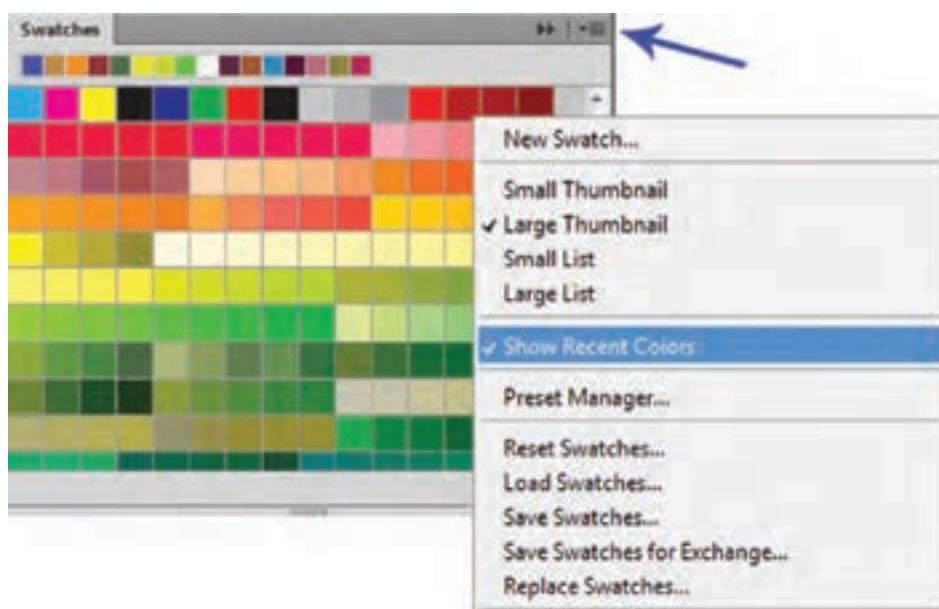 Swatches
New Swatch...
Small Thumbnail
Large Thumbnail
Small List
Large List
Show Recent Colors
Preset Manager...
Reset Swatches...
Load Swatches...
Save Swatches...
Save Swatches for Exchange...
Replace Swatches...